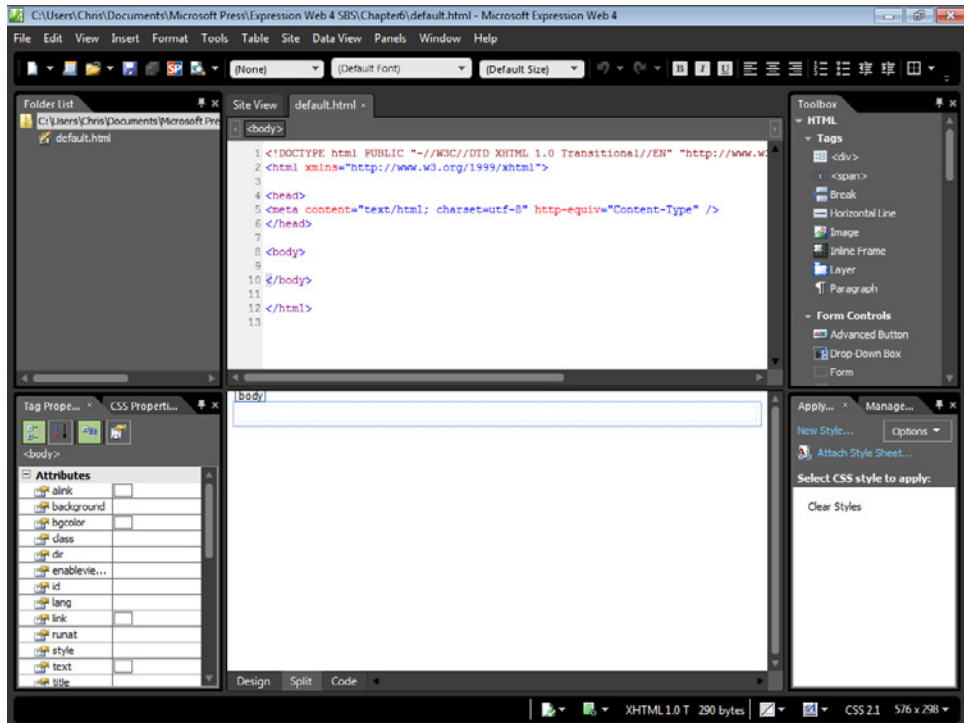 C:\Users\Chris\Documents\Microsoft Press\Expression Web 4 SBS\Chapter6\default.html - Microsoft Expression Web 4
File Edit View Insert Format Tools Table Site Data View Panels Window Help
(None) (Default Font) (Default Size) B I U
Folder List
C:\Users\Chris\Documents\Microsoft Pre
default.html
Site View default.html
<body>
1 <!DOCTYPE html PUBLIC "-//W3C//DTD XHTML 1.0 Transitional//EN" "http://www.w
2 <html xmlns="http://www.w3.org/1999/xhtml">
3
4 <head>
5 <meta content="text/html; charset=utf-8" http-equiv="Content-Type" />
6 </head>
7
8 <body>
9
10 </body>
11
12 </html>
13
Toolbox
HTML
Tags
<div>
<span>
Break
Horizontal Line
Image
Inline Frame
Layer
Paragraph
Form Controls
Advanced Button
Drop-Down Box
Form
Tag Prope... CSS Properti...
<body>
Attributes
alink
background
bgcolor
class
dir
enablevie...
id
lang
link
runat
style
text
title
body
Design Split Code
Apply... Manage...
New Style... Options
Attach Style Sheet...
Select CSS style to apply:
Clear Styles
XHTML 1.0 T 290 bytes CSS 2.1 576 x 298